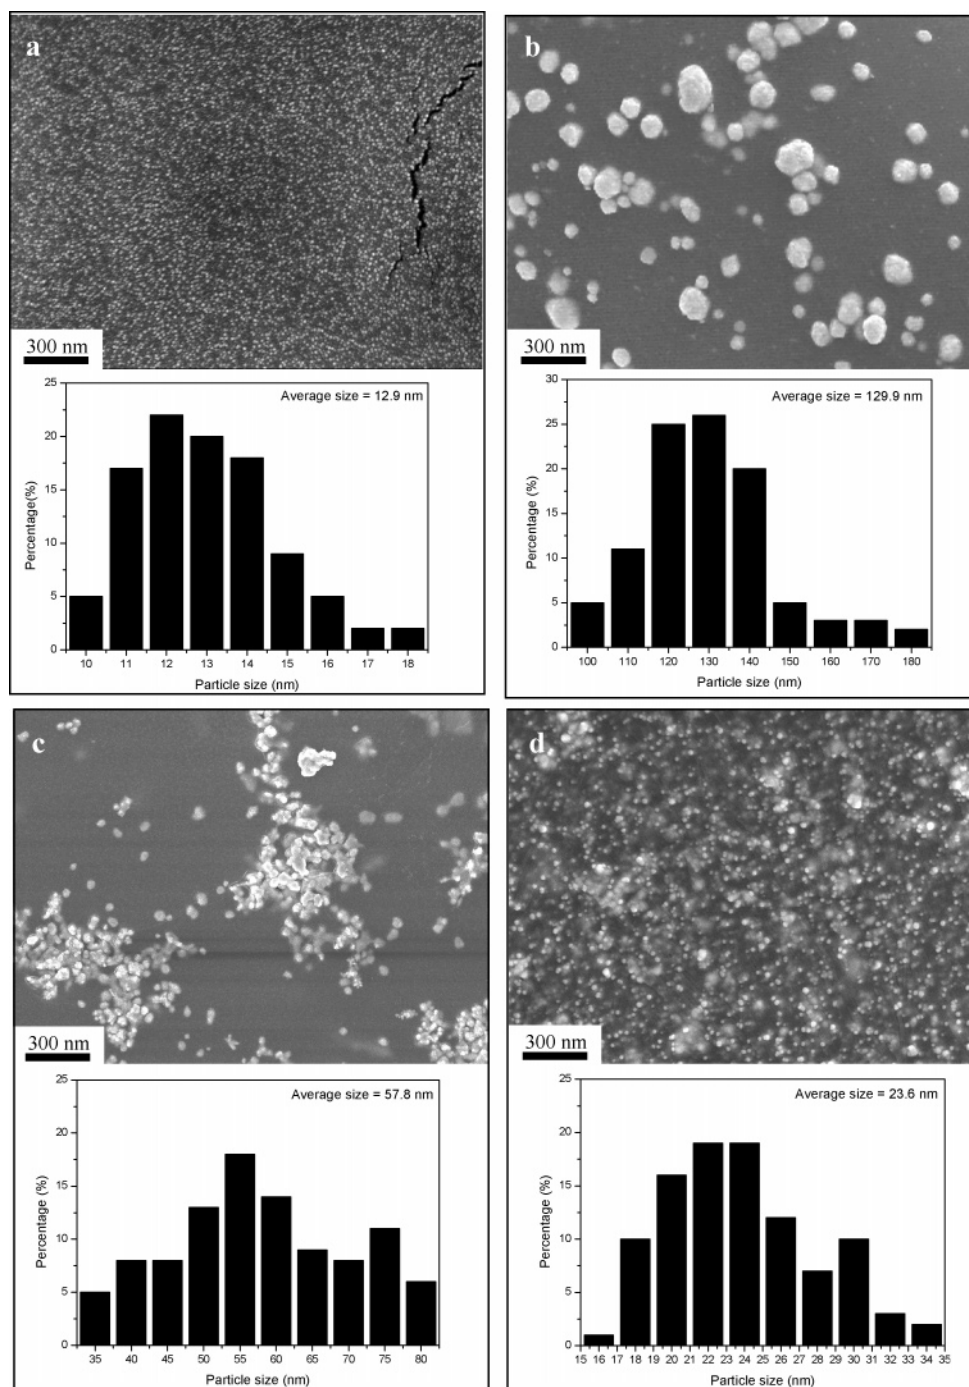 a
300 nm
Average size = 12.9 nm
25
20
15
10
5
0
Percentage(%)
10 11 12 13 14 15 16 17 18
Particle size (nm)
b
300 nm
Average size = 129.9 nm
30
25
20
15
10
5
0
Percentage (%)
100 110 120 130 140 150 160 170 180
Particle size (nm)
c
300 nm
Average size = 57.8 nm
25
20
15
10
5
0
Percentage (%)
35 40 45 50 55 60 65 70 75 80
Particle size (nm)
d
300 nm
Average size = 23.6 nm
25
20
15
10
5
0
Percentage (%)
15 16 17 18 19 20 21 22 23 24 25 26 27 28 29 30 31 32 33 34 35
Particle size (nm)